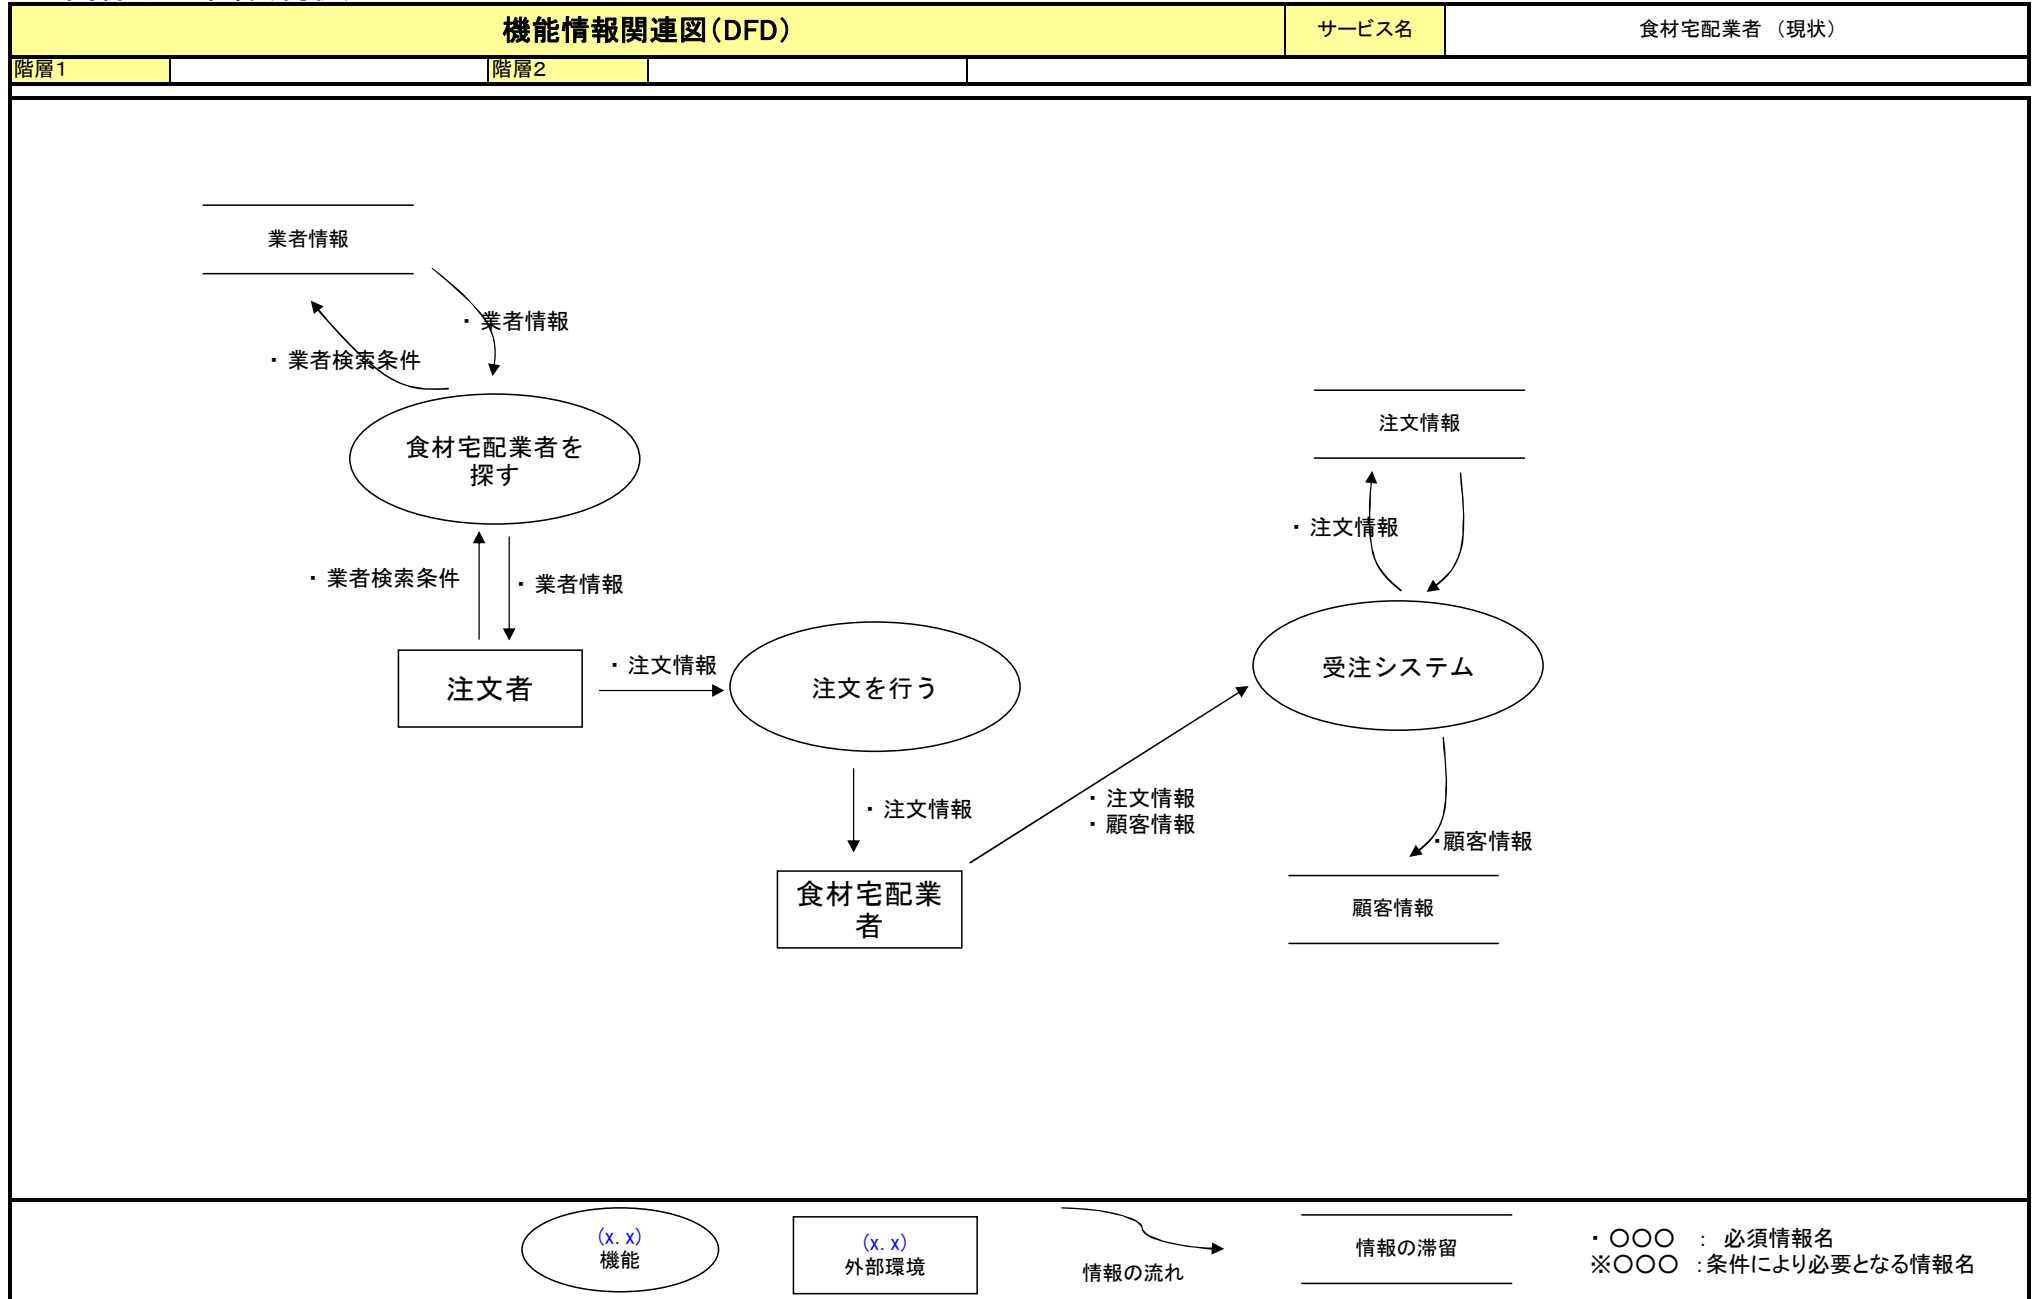 機能情報関連図(DFD)
サービス名
食材宅配業者 (現状)
階層1
階層2
業者情報
・ 業者情報
・ 業者検索条件
食材宅配業者を
探す
・ 業者検索条件
・ 業者情報
注文者
・ 注文情報
注文を行う
・ 注文情報
食材宅配業
者
・ 注文情報
・ 顧客情報
注文情報
・ 注文情報
受注システム
・顧客情報
顧客情報
(x.x)
機能
(x.x)
外部環境
情報の流れ
情報の滞留
・ 〇〇〇 : 必須情報名
※〇〇〇 :条件により必要となる情報名